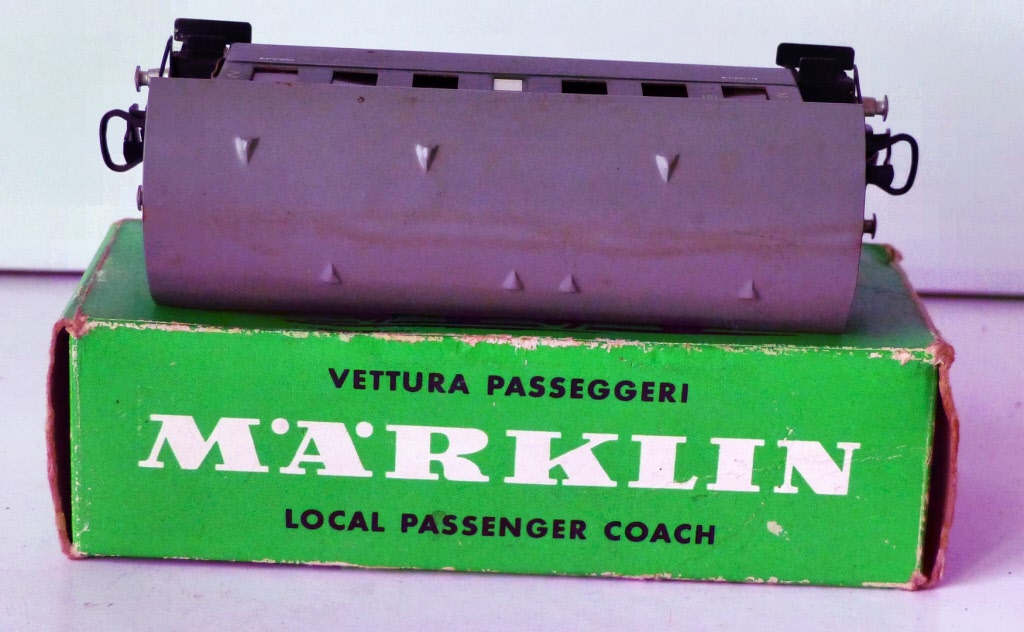 VETTURA PASSEGGERI
MÄRKLIN
LOCAL PASSENGER COACH